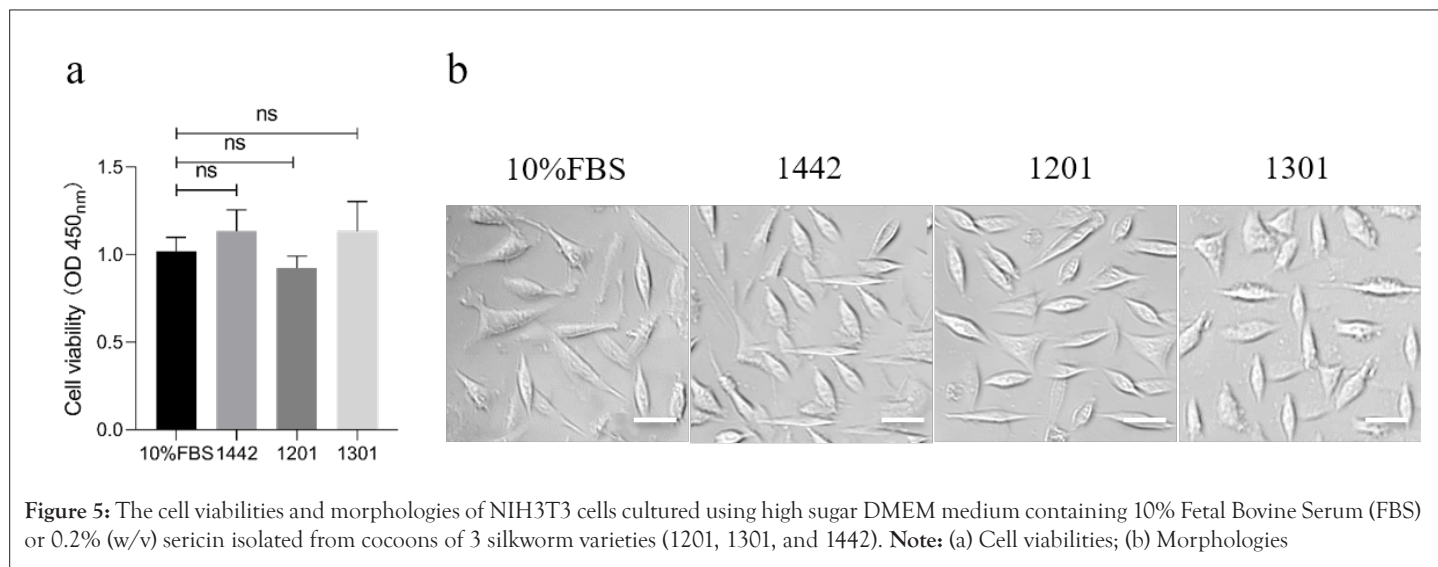 a
b
ns
ns
ns
Cell viability (OD 450nm)
1.5
1.0
0.5
0.0
10%FBS 1442 1201 1301
10%FBS 1442 1201 1301
Figure 5: The cell viabilities and morphologies of NIH3T3 cells cultured using high sugar DMEM medium containing 10% Fetal Bovine Serum (FBS)
or 0.2% (w/v) sericin isolated from cocoons of 3 silkworm varieties (1201, 1301, and 1442). Note: (a) Cell viabilities; (b) Morphologies